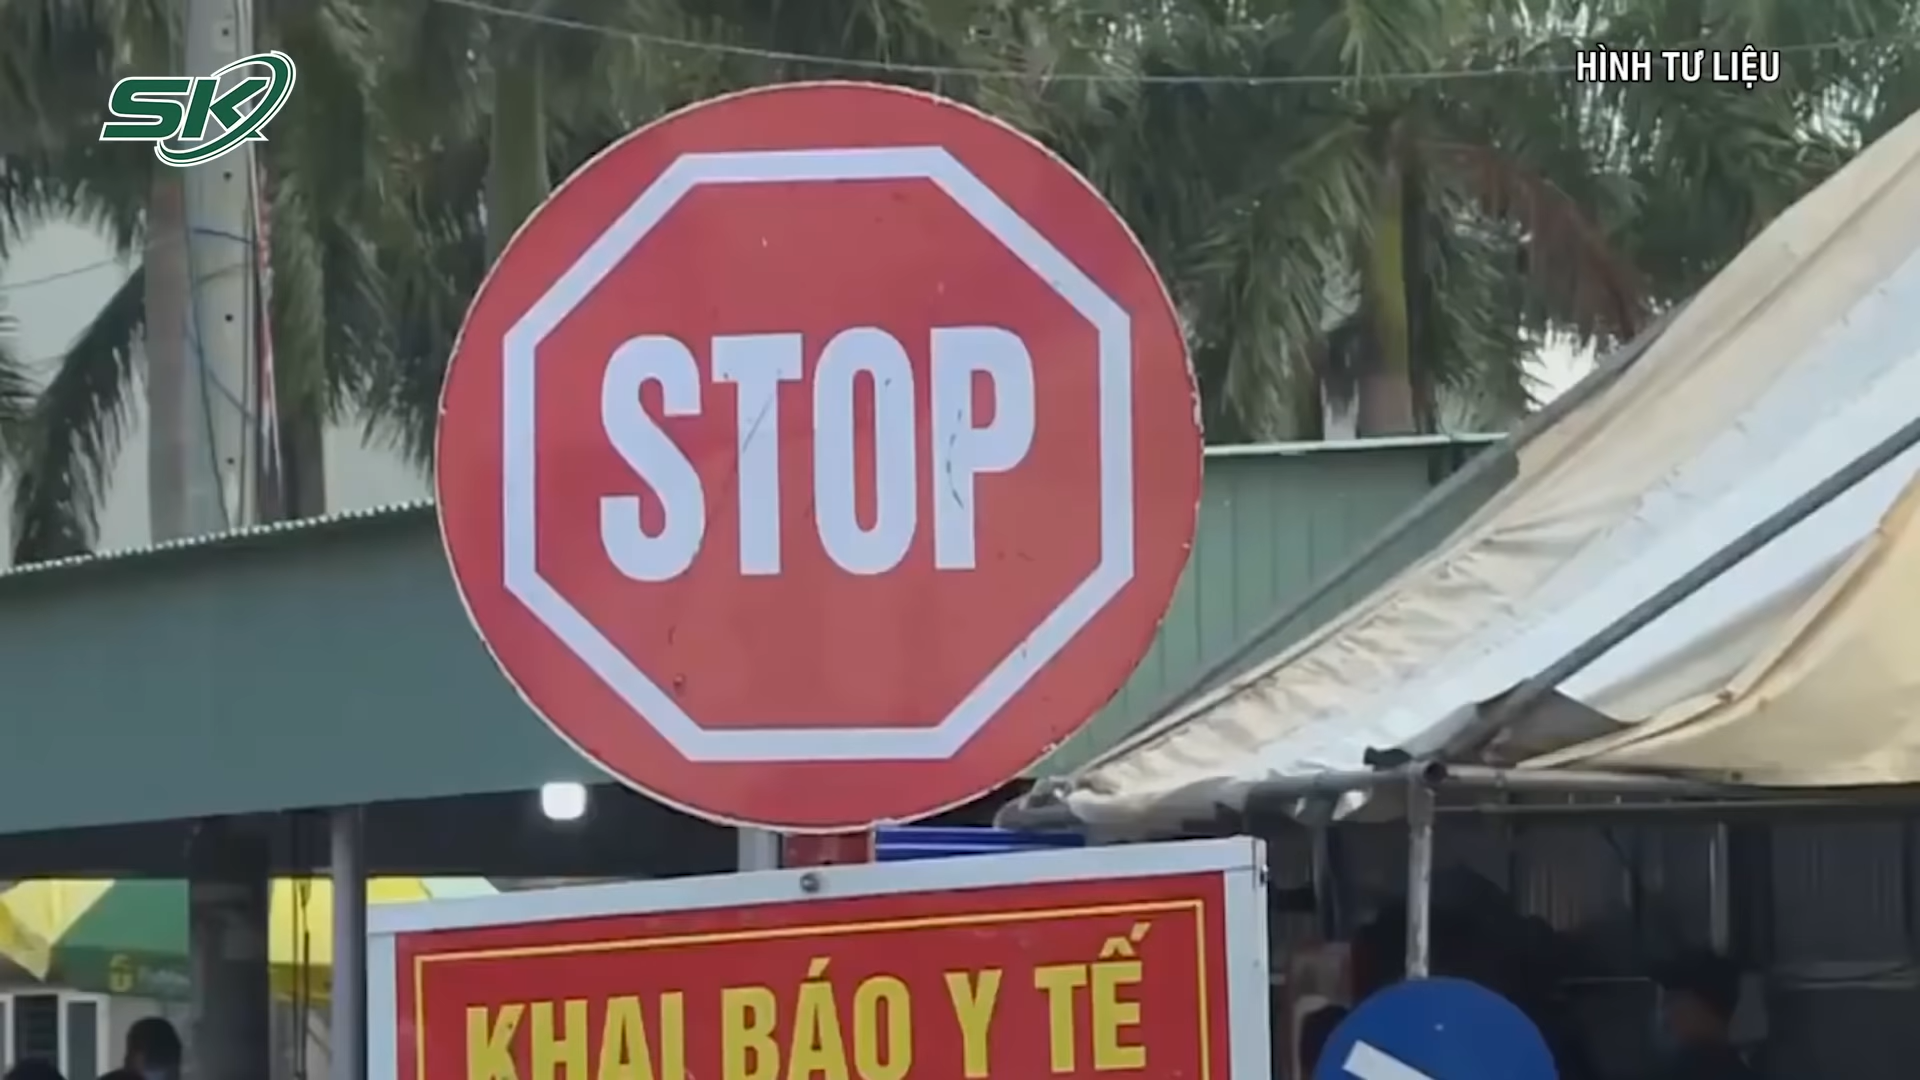 SK
HÌNH TƯ LIỆU
STOP
KHAI BÁO Y TẾ